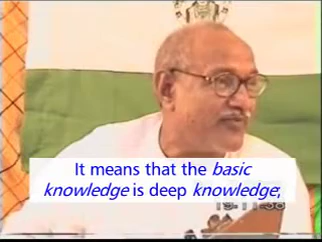 It means that the basic
knowledge is deep knowledge;